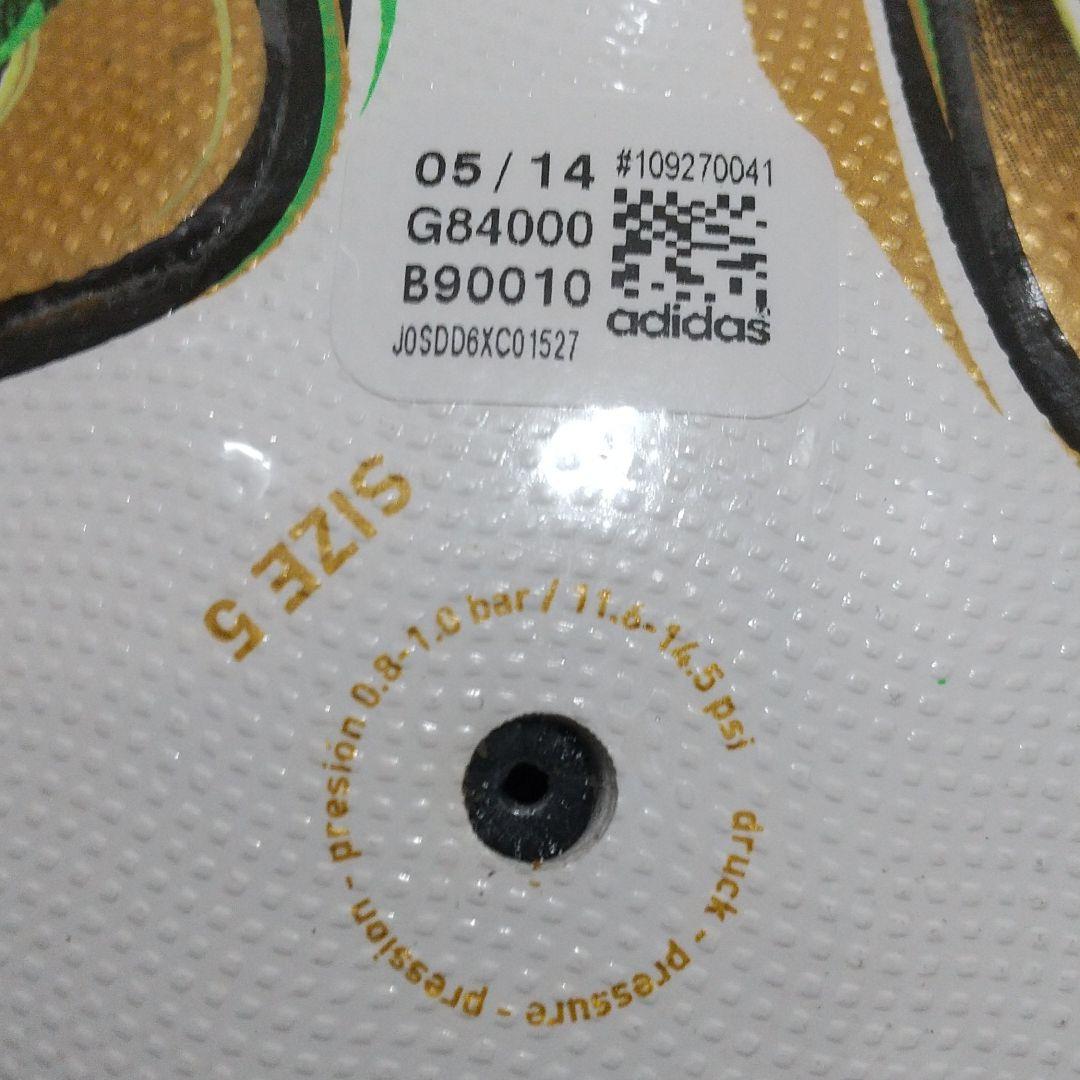 05 / 14 #109270041
G84000
B90010
adidas
J0SDD6XC01527
SIZE 5
druck - pressure - pression - presión 0.8-1.0 bar / 11.6-14.5 psi